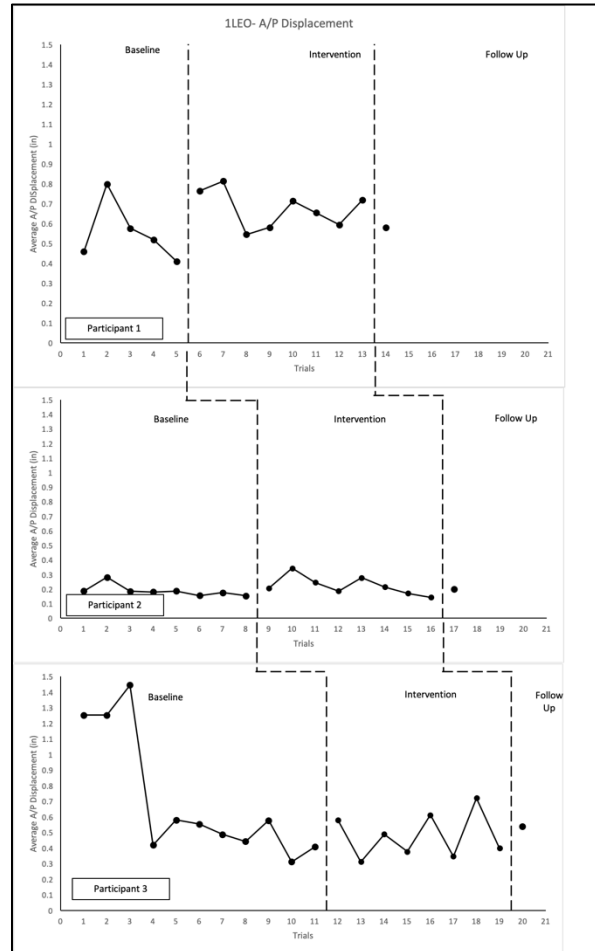 1LEO- A/P Displacement
Baseline
Intervention
Follow Up
Average A/P DISplacement (in)
1.5
1.4
1.3
1.2
1.1
1
0.9
0.8
0.7
0.6
0.5
0.4
0.3
0.2
0.1
0
Participant 1
0 1 2 3 4 5 6 7 8 9 10 11 12 13 14 15 16 17 18 19 20 21
Trials
Baseline
Intervention
Follow Up
Average A/P Displacement (in)
1.5
1.4
1.3
1.2
1.1
1
0.9
0.8
0.7
0.6
0.5
0.4
0.3
0.2
0.1
0
Participant 2
0 1 2 3 4 5 6 7 8 9 10 11 12 13 14 15 16 17 18 19 20 21
Trials
Baseline
Intervention
Follow
Up
Average A/P Displacement (in)
1.5
1.4
1.3
1.2
1.1
1
0.9
0.8
0.7
0.6
0.5
0.4
0.3
0.2
0.1
0
Participant 3
0 1 2 3 4 5 6 7 8 9 10 11 12 13 14 15 16 17 18 19 20 21
Trials